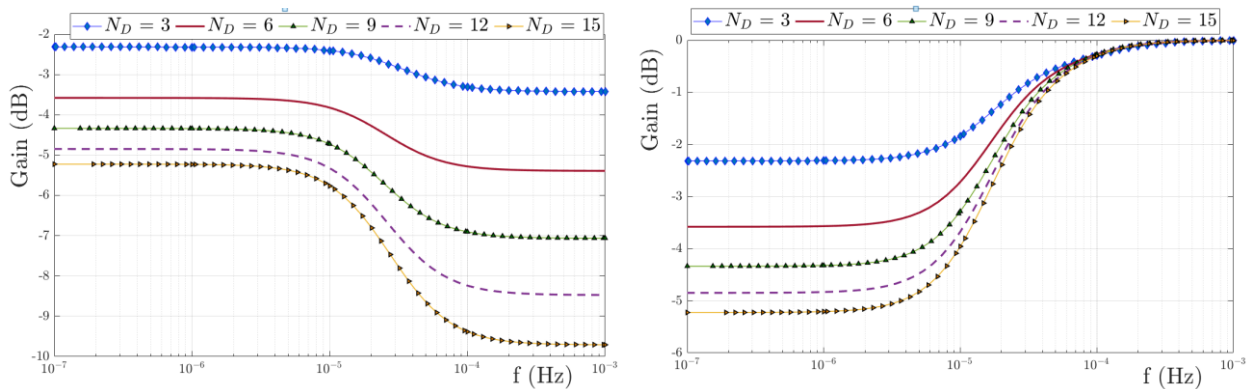 N_D = 3 N_D = 6 N_D = 9 N_D = 12 N_D = 15
Gain (dB)
-2
-3
-4
-5
-6
-7
-8
-9
-10
10⁻⁷ 10⁻⁶ 10⁻⁵ 10⁻⁴ 10⁻³
f (Hz)
N_D = 3 N_D = 6 N_D = 9 N_D = 12 N_D = 15
Gain (dB)
0
-1
-2
-3
-4
-5
-6
10⁻⁷ 10⁻⁶ 10⁻⁵ 10⁻⁴ 10⁻³
f (Hz)